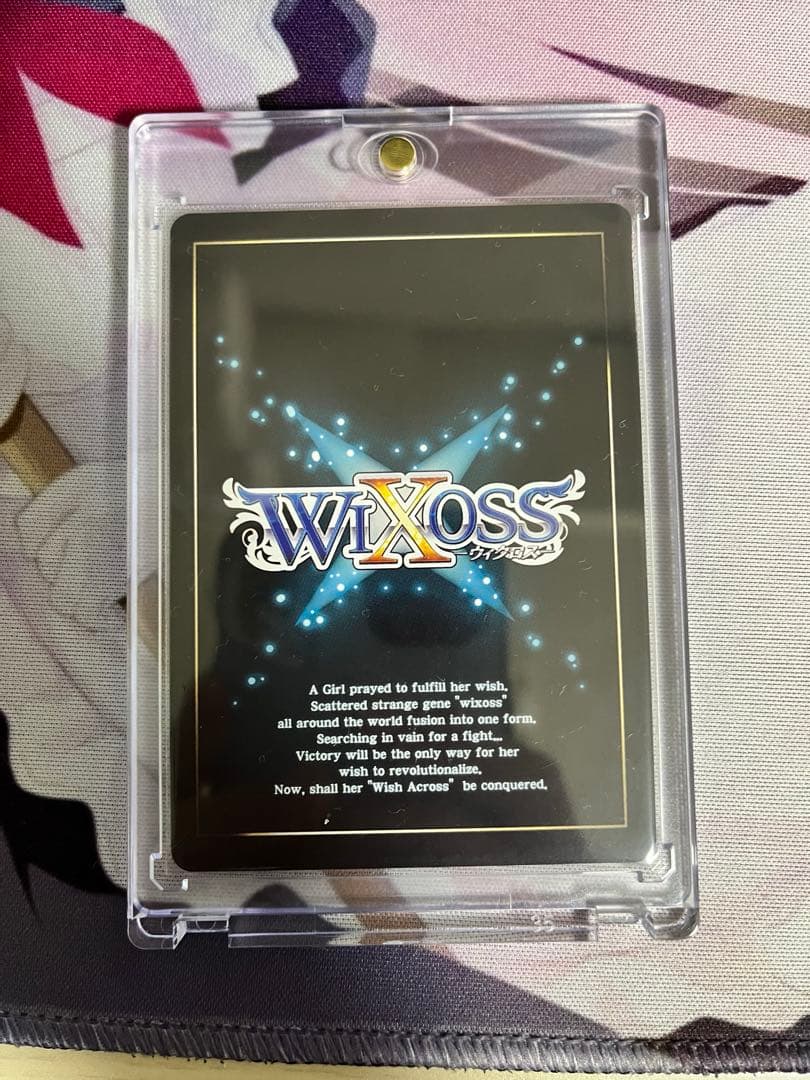 WIXOSS
ウィクロス
A Girl prayed to fulfill her wish.
Scattered strange gene "wixoss"
all around the world fusion into one form.
Searching in vain for a fight...
Victory will be the only way for her
wish to revolutionalize.
Now, shall her "Wish Across" be conquered.
35